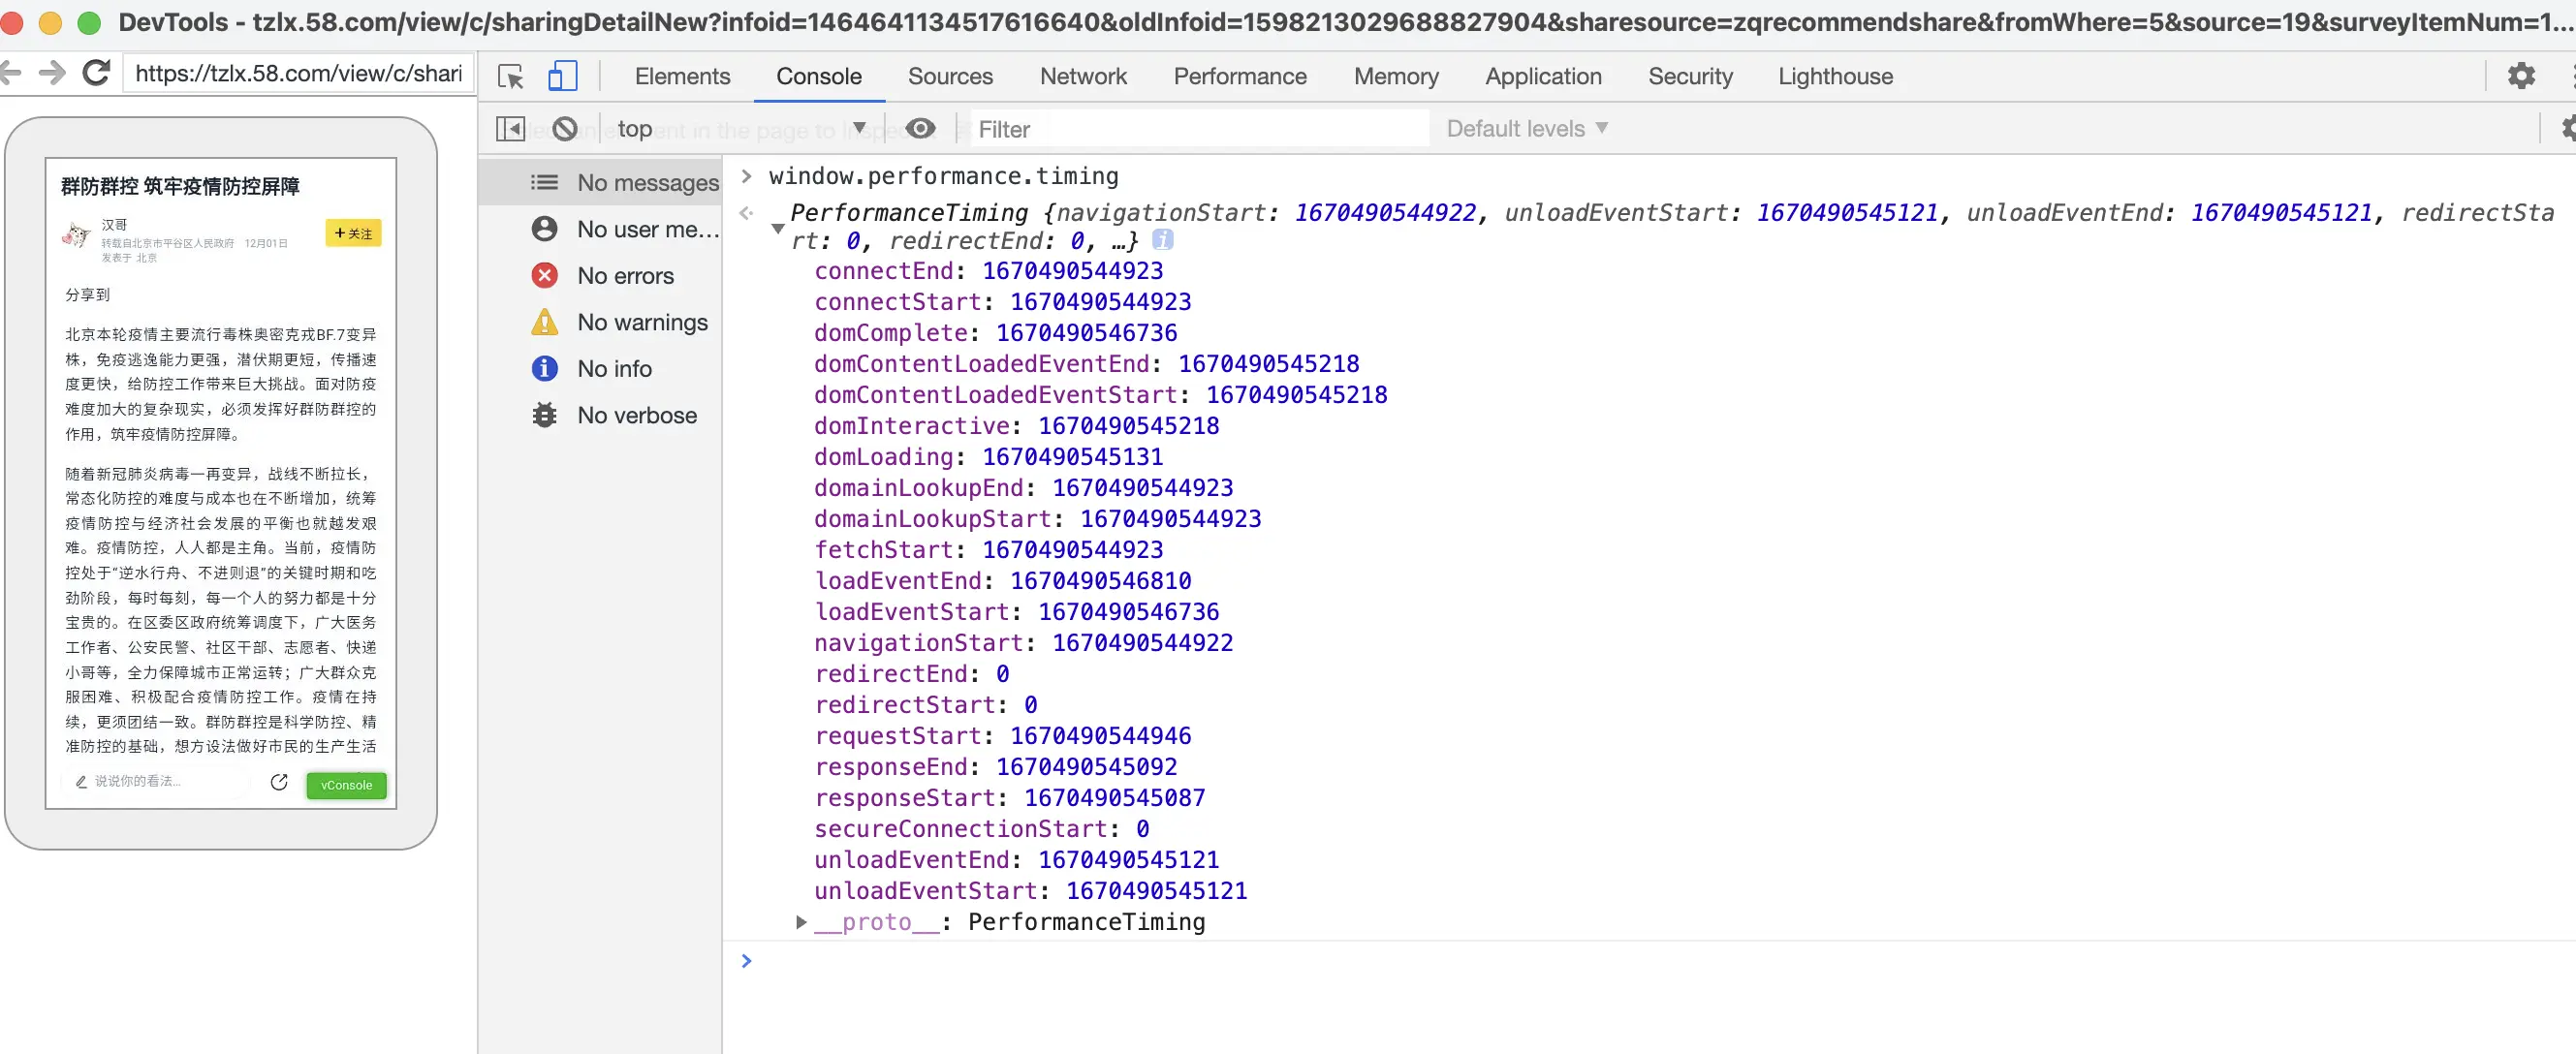 DevTools - tzlx.58.com/view/c/sharingDetailNew?infoid=1464641134517616640&oldInfoid=1598213029688827904&sharesource=zqrecommendshare&fromWhere=5&source=19&surveyItemNum=1...
https://tzlx.58.com/view/c/shari
Elements Console Sources Network Performance Memory Application Security Lighthouse
top Filter Default levels
群防群控 筑牢疫情防控屏障
汉哥
转载自北京市平谷区人民政府 12月01日
发表于 北京
+ 关注
分享到
北京本轮疫情主要流行毒株奥密克戎BF.7变异
株，免疫逃逸能力更强，潜伏期更短，传播速
度更快，给防控工作带来巨大挑战。面对防疫
难度加大的复杂现实，必须发挥好群防群控的
作用，筑牢疫情防控屏障。
随着新冠肺炎病毒一再变异，战线不断拉长，
常态化防控的难度与成本也在不断增加，统筹
疫情防控与经济社会发展的平衡也就越发艰
难。疫情防控，人人都是主角。当前，疫情防
控处于“逆水行舟、不进则退”的关键时期和吃
劲阶段，每时每刻，每一个人的努力都是十分
宝贵的。在区委区政府统筹调度下，广大医务
工作者、公安民警、社区干部、志愿者、快递
小哥等，全力保障城市正常运转；广大群众克
服困难、积极配合疫情防控工作。疫情在持
续，更须团结一致。群防群控是科学防控、精
准防控的基础，想方设法做好市民的生产生活
说说你的看法...
vConsole
No messages
No user me...
No errors
No warnings
No info
No verbose
> window.performance.timing
PerformanceTiming {navigationStart: 1670490544922, unloadEventStart: 1670490545121, unloadEventEnd: 1670490545121, redirectSta
rt: 0, redirectEnd: 0, …}
connectEnd: 1670490544923
connectStart: 1670490544923
domComplete: 1670490546736
domContentLoadedEventEnd: 1670490545218
domContentLoadedEventStart: 1670490545218
domInteractive: 1670490545218
domLoading: 1670490545131
domainLookupEnd: 1670490544923
domainLookupStart: 1670490544923
fetchStart: 1670490544923
loadEventEnd: 1670490546810
loadEventStart: 1670490546736
navigationStart: 1670490544922
redirectEnd: 0
redirectStart: 0
requestStart: 1670490544946
responseEnd: 1670490545092
responseStart: 1670490545087
secureConnectionStart: 0
unloadEventEnd: 1670490545121
unloadEventStart: 1670490545121
__proto__: PerformanceTiming
>